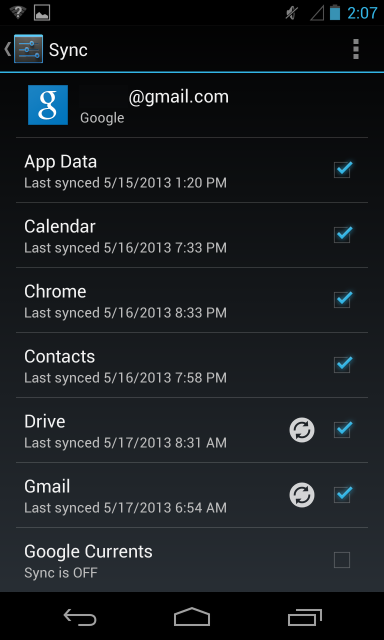 2:07
Sync
@gmail.com
g
Google
App Data
Last synced 5/15/2013 1:20 PM
Calendar
Last synced 5/16/2013 7:33 PM
Chrome
Last synced 5/16/2013 8:33 PM
Contacts
Last synced 5/16/2013 7:58 PM
Drive
Last synced 5/17/2013 8:31 AM
Gmail
Last synced 5/17/2013 6:54 AM
Google Currents
Sync is OFF